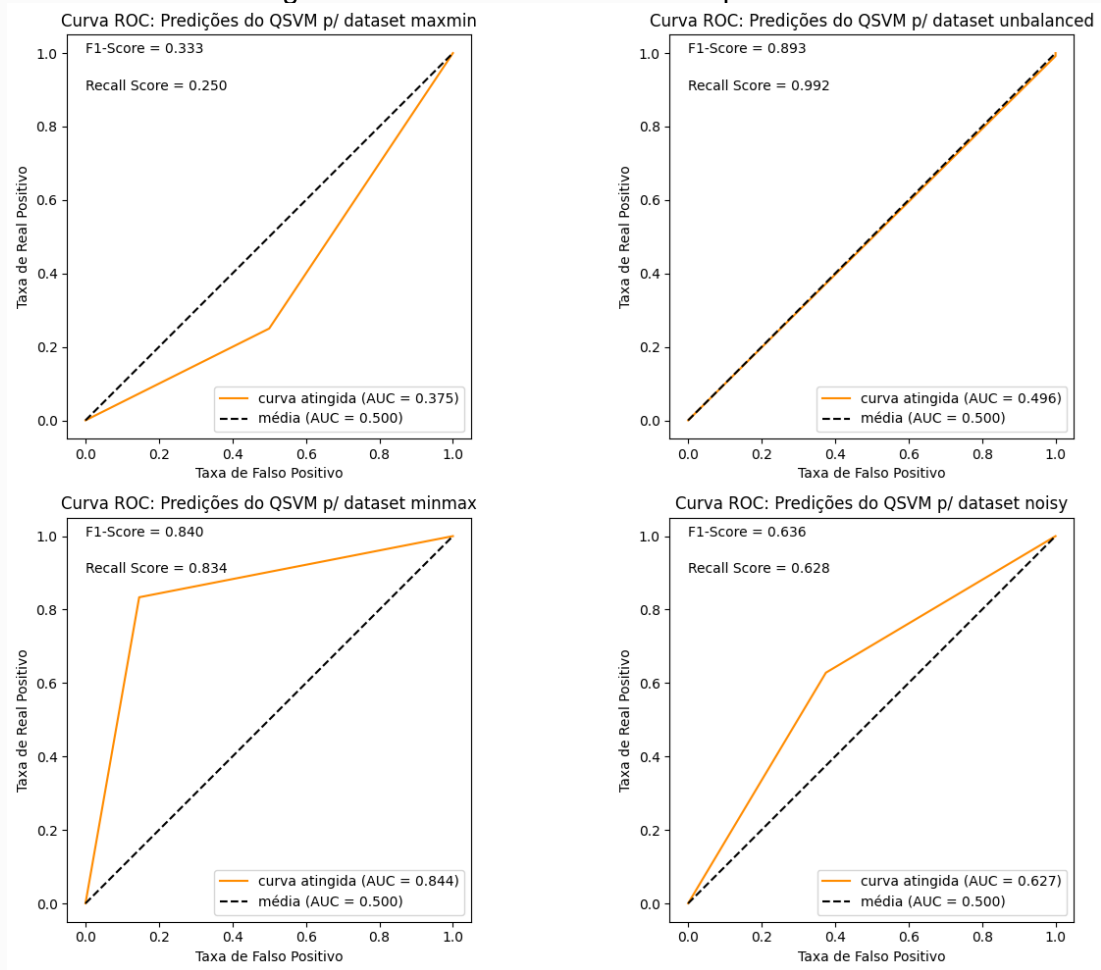 Curva ROC: Predições do QSVM p/ dataset maxmin
F1-Score = 0.333
Recall Score = 0.250
1.0
0.8
0.6
0.4
0.2
0.0
Taxa de Real Positivo
curva atingida (AUC = 0.375)
média (AUC = 0.500)
0.0 0.2 0.4 0.6 0.8 1.0
Taxa de Falso Positivo
Curva ROC: Predições do QSVM p/ dataset unbalanced
F1-Score = 0.893
Recall Score = 0.992
1.0
0.8
0.6
0.4
0.2
0.0
Taxa de Real Positivo
curva atingida (AUC = 0.496)
média (AUC = 0.500)
0.0 0.2 0.4 0.6 0.8 1.0
Taxa de Falso Positivo
Curva ROC: Predições do QSVM p/ dataset minmax
F1-Score = 0.840
Recall Score = 0.834
1.0
0.8
0.6
0.4
0.2
0.0
Taxa de Real Positivo
curva atingida (AUC = 0.844)
média (AUC = 0.500)
0.0 0.2 0.4 0.6 0.8 1.0
Taxa de Falso Positivo
Curva ROC: Predições do QSVM p/ dataset noisy
F1-Score = 0.636
Recall Score = 0.628
1.0
0.8
0.6
0.4
0.2
0.0
Taxa de Real Positivo
curva atingida (AUC = 0.627)
média (AUC = 0.500)
0.0 0.2 0.4 0.6 0.8 1.0
Taxa de Falso Positivo